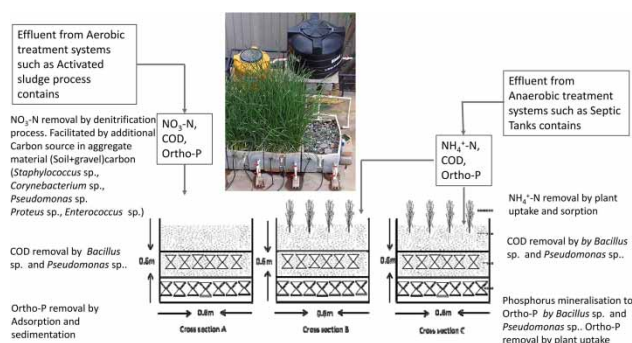 Effluent from Aerobic
treatment systems
such as Activated
sludge process
contains
NO3-N removal by denitrification
process. Facilitated by additional
Carbon source in aggregate
material (Soil+gravel)carbon
(Staphylococcus sp.,
Corynebacterium sp.,
Pseudomonas sp.
Proteus sp., Enterococcus sp.)
NO3-N,
COD,
Ortho-P
COD removal by Bacillus
sp. and Pseudomonas sp..
Ortho-P removal by
Adsorption and
sedimentation
Effluent from
Anaerobic treatment
systems such as Septic
Tanks contains
NH4+-N,
COD,
Ortho-P
NH4+-N removal by plant
uptake and sorption
COD removal by by Bacillus
sp. and Pseudomonas sp..
Phosphorus mineralisation to
Ortho-P by Bacillus sp. and
Pseudomonas sp.. Ortho-P
removal by plant uptake
0.6m
0.6m
0.6m
0.8m
0.8m
0.8m
Cross section A
Cross section B
Cross section C